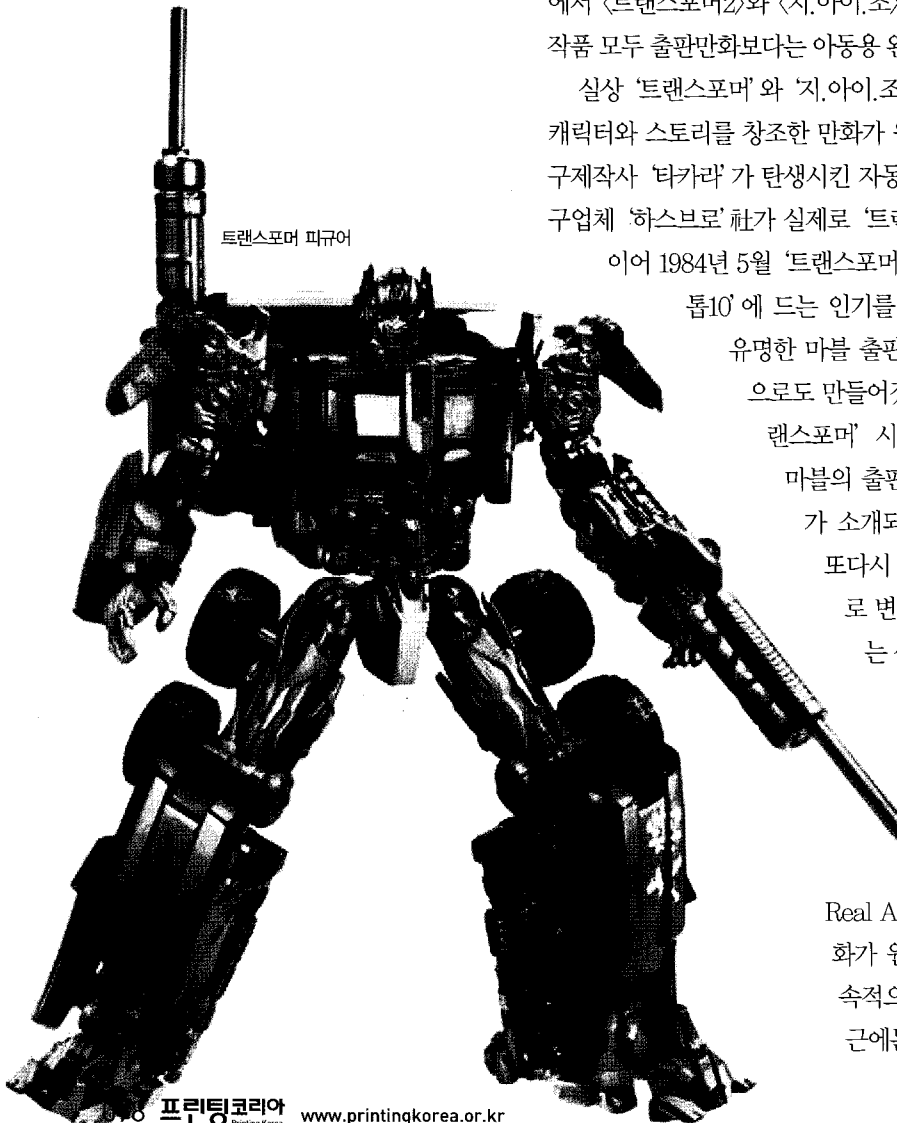 에서 〈트랜스포머2〉와 〈지.아이.조〉
작품 모두 출판만화보다는 아동용 완
실상 ‘트랜스포머’와 ‘지.아이.조
캐릭터와 스토리를 창조한 만화가
구제작사 ‘타카라’가 탄생시킨 자동
구업체 ‘하스브로’社가 실제로 ‘트랜
이어 1984년 5월 ‘트랜스포머
톱10’에 드는 인기를
유명한 마블 출판
으로도 만들어졌
랜스포머’ 시
마블의 출판
가 소개되
또다시
로 변
는
트랜스포머 피규어
Real A
화가 원
속적으
근에는
프린팅코리아
Printing Korea
www.printingkorea.or.kr